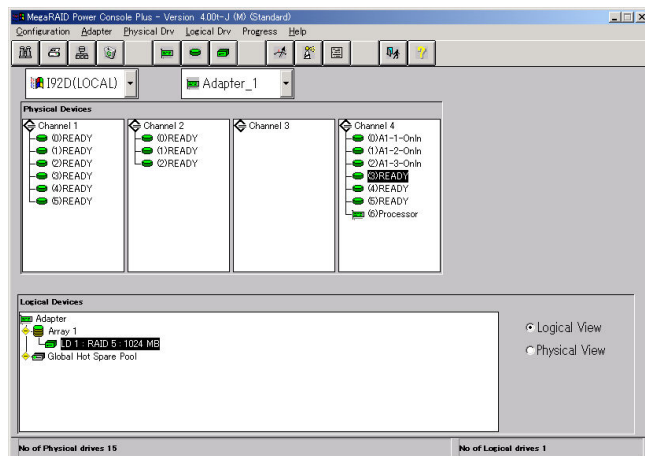 MegaRAID Power Console Plus - Version 4.00t-J (M) (Standard)
Configuration Adapter Physical Drv Logical Drv Progress Help
I92D(LOCAL) Adapter_1
Physical Devices
Channel 1
(0)READY
(1)READY
(2)READY
(3)READY
(4)READY
(5)READY
Channel 2
(0)READY
(1)READY
(2)READY
Channel 3
Channel 4
(0)A1-1-OnIn
(1)A1-2-OnIn
(2)A1-3-OnIn
(3)READY
(4)READY
(5)READY
(6)Processor
Logical Devices
Adapter
Array 1
LD 1 : RAID 5 : 1024 MB
Global Hot Spare Pool
Logical View
Physical View
No of Physical drives 15
No of Logical drives 1